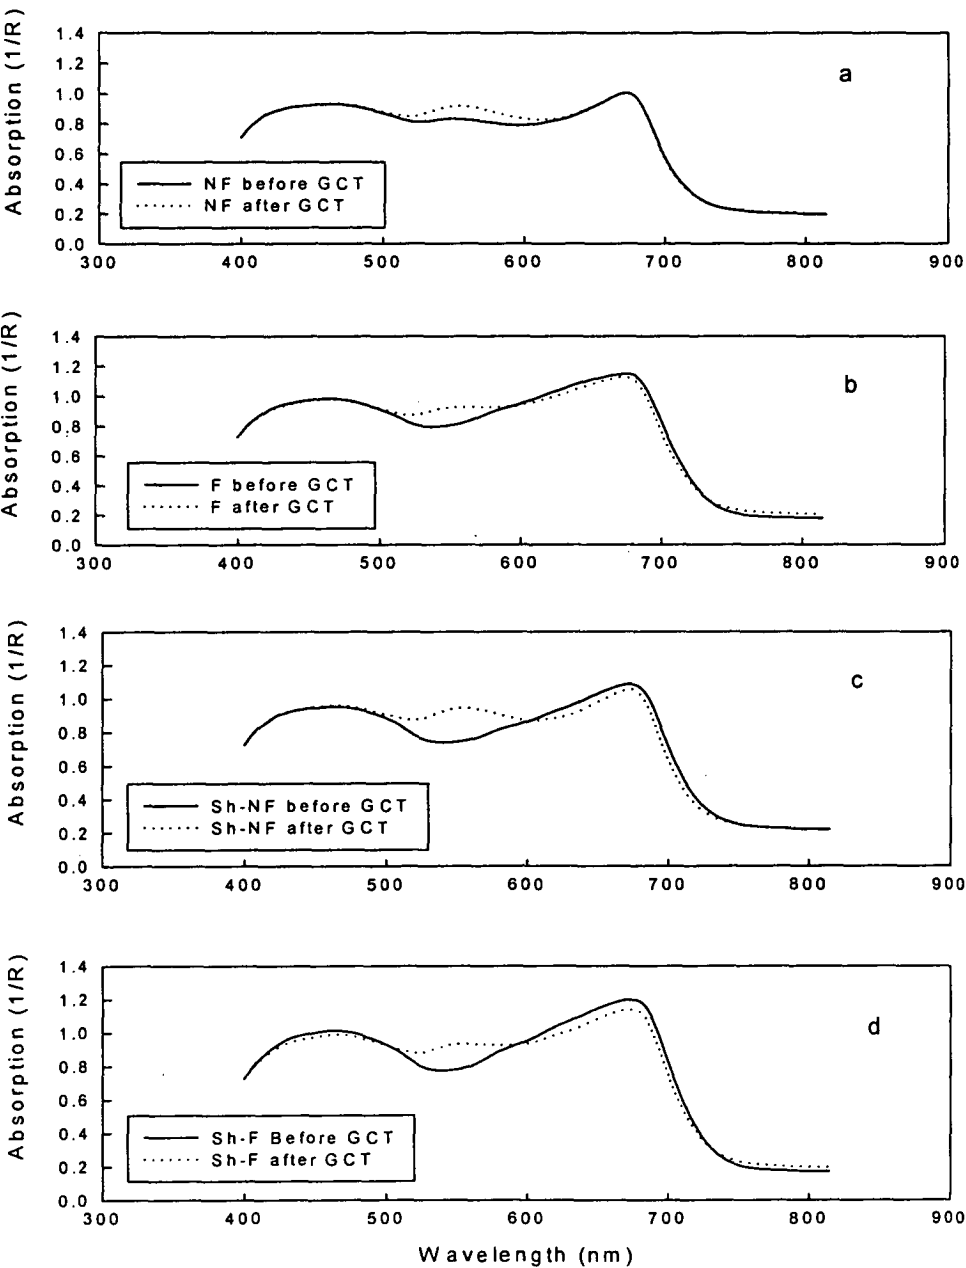 Absorption (1/R)
1.4
1.2
1.0
0.8
0.6
0.4
0.2
0.0
a
NF before GCT
NF after GCT
300 400 500 600 700 800 900
Absorption (1/R)
1.4
1.2
1.0
0.8
0.6
0.4
0.2
0.0
b
F before GCT
F after GCT
300 400 500 600 700 800 900
Absorption (1/R)
1.4
1.2
1.0
0.8
0.6
0.4
0.2
0.0
c
Sh-NF before GCT
Sh-NF after GCT
300 400 500 600 700 800 900
Absorption (1/R)
1.4
1.2
1.0
0.8
0.6
0.4
0.2
0.0
d
Sh-F Before GCT
Sh-F after GCT
300 400 500 600 700 800 900
Wavelength (nm)